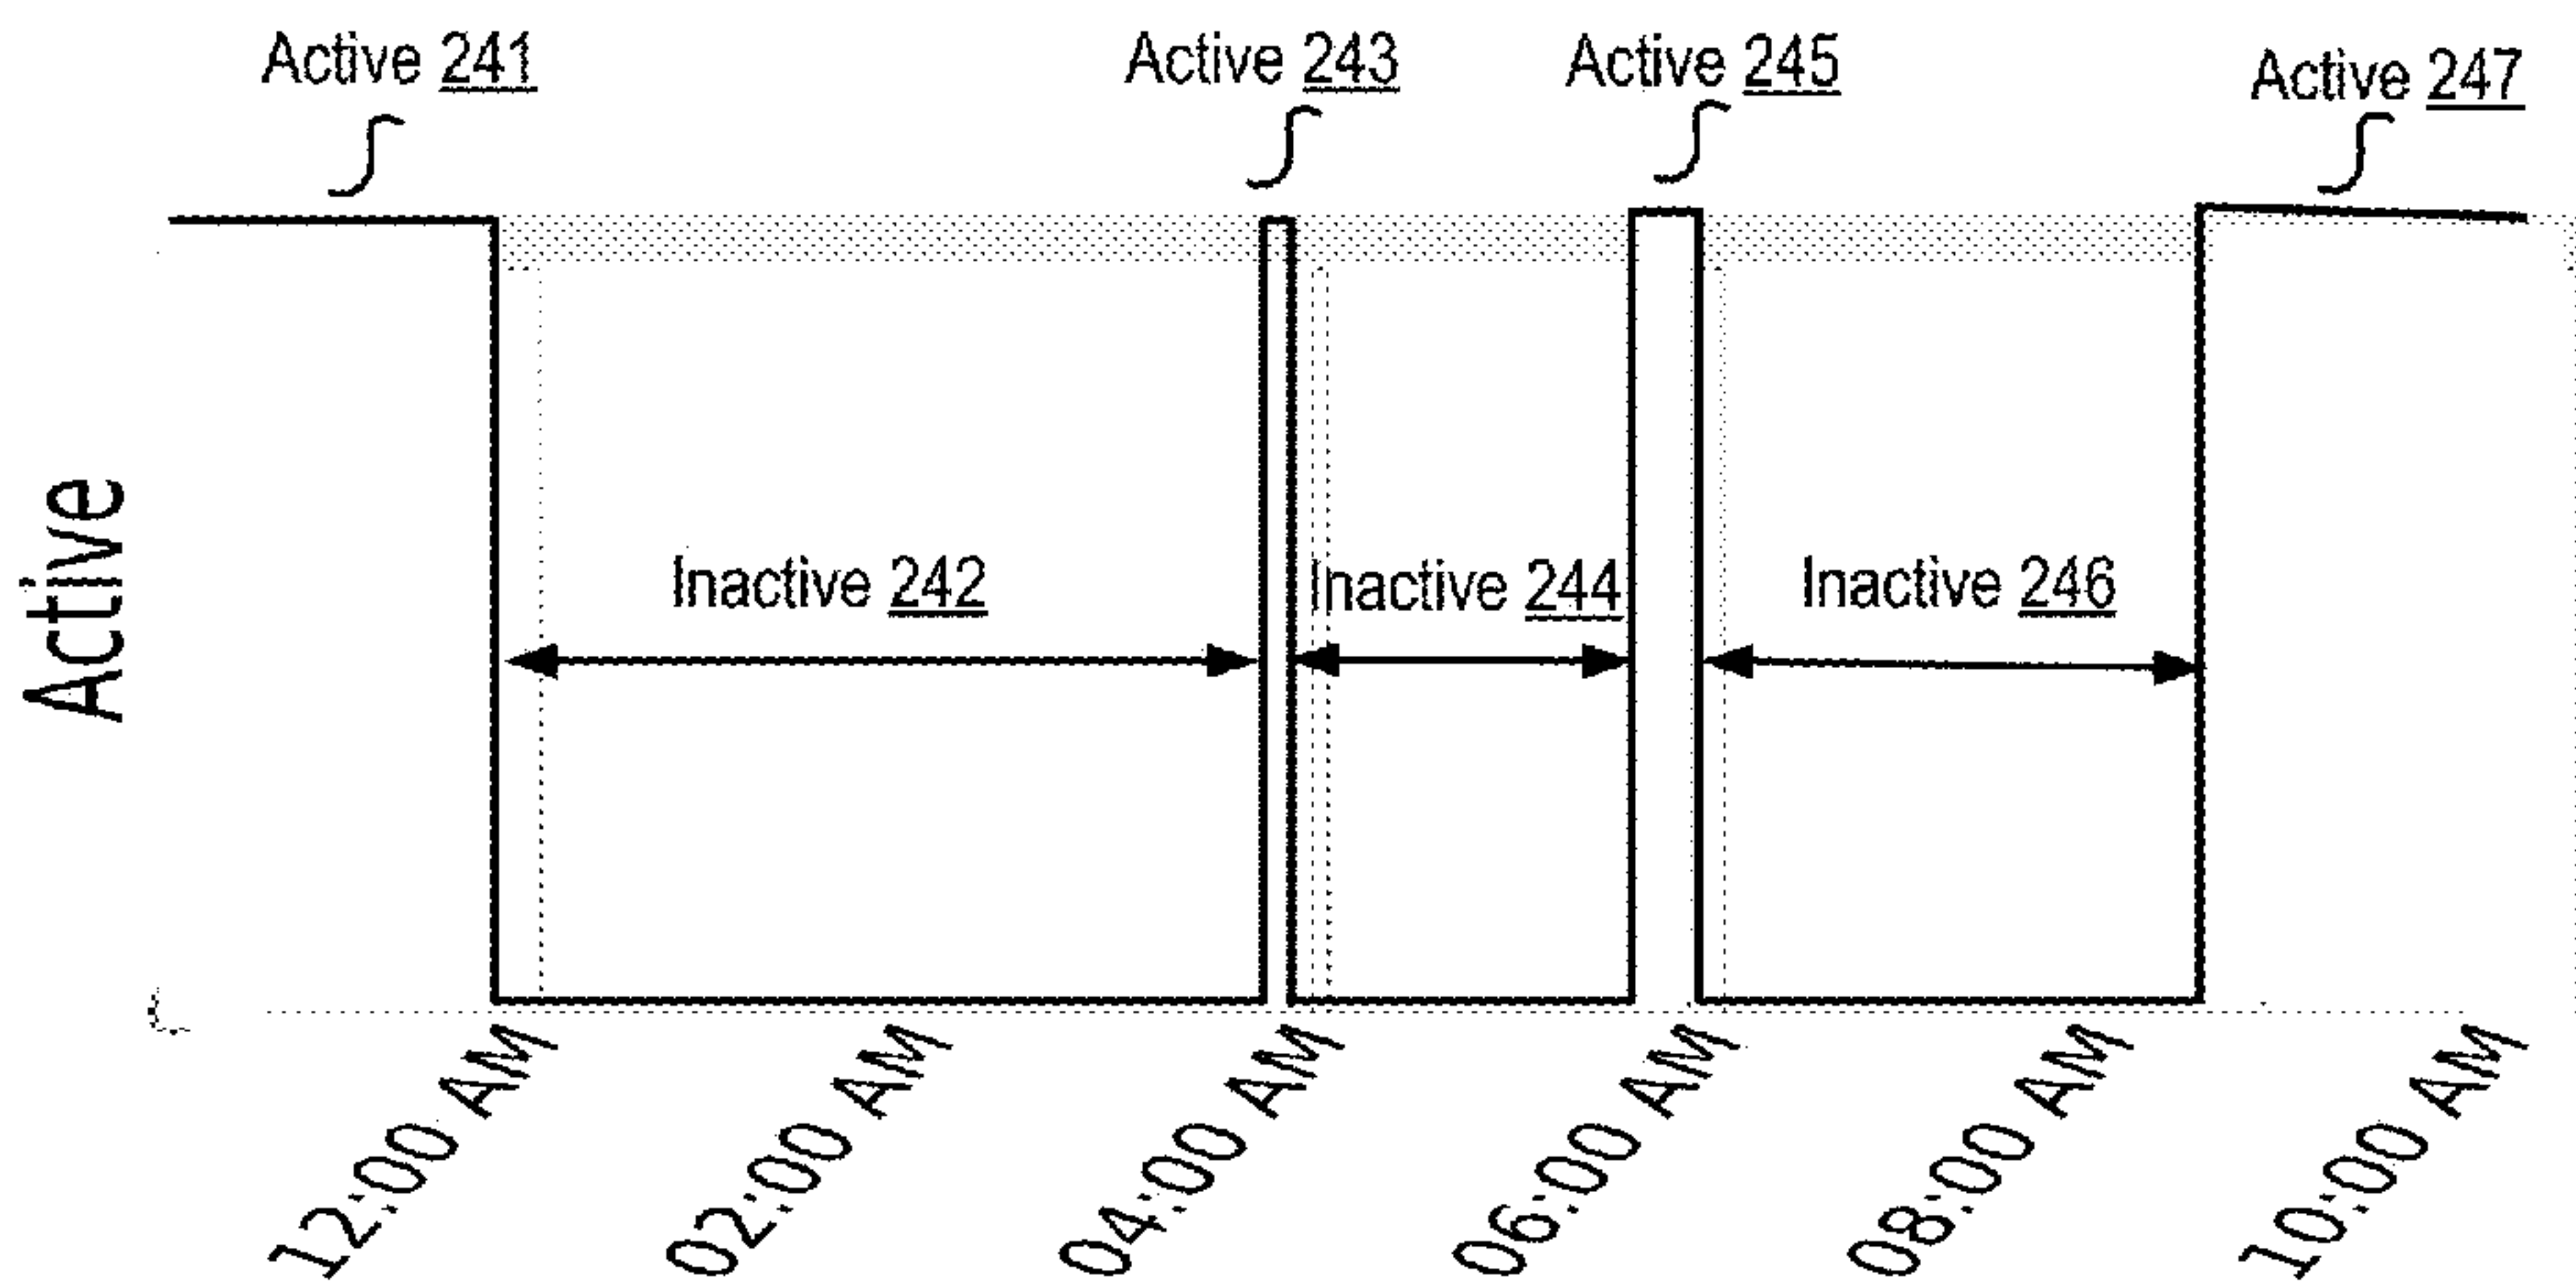 Active 241
Active 243
Active 245
Active 247
Active
Inactive 242
Inactive 244
Inactive 246
12:00 AM
02:00 AM
04:00 AM
06:00 AM
08:00 AM
10:00 AM